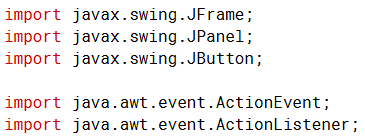 import javax.swing.JFrame;
import javax.swing.JPanel;
import javax.swing.JButton;
import java.awt.event.ActionEvent;
import java.awt.event.ActionListener;